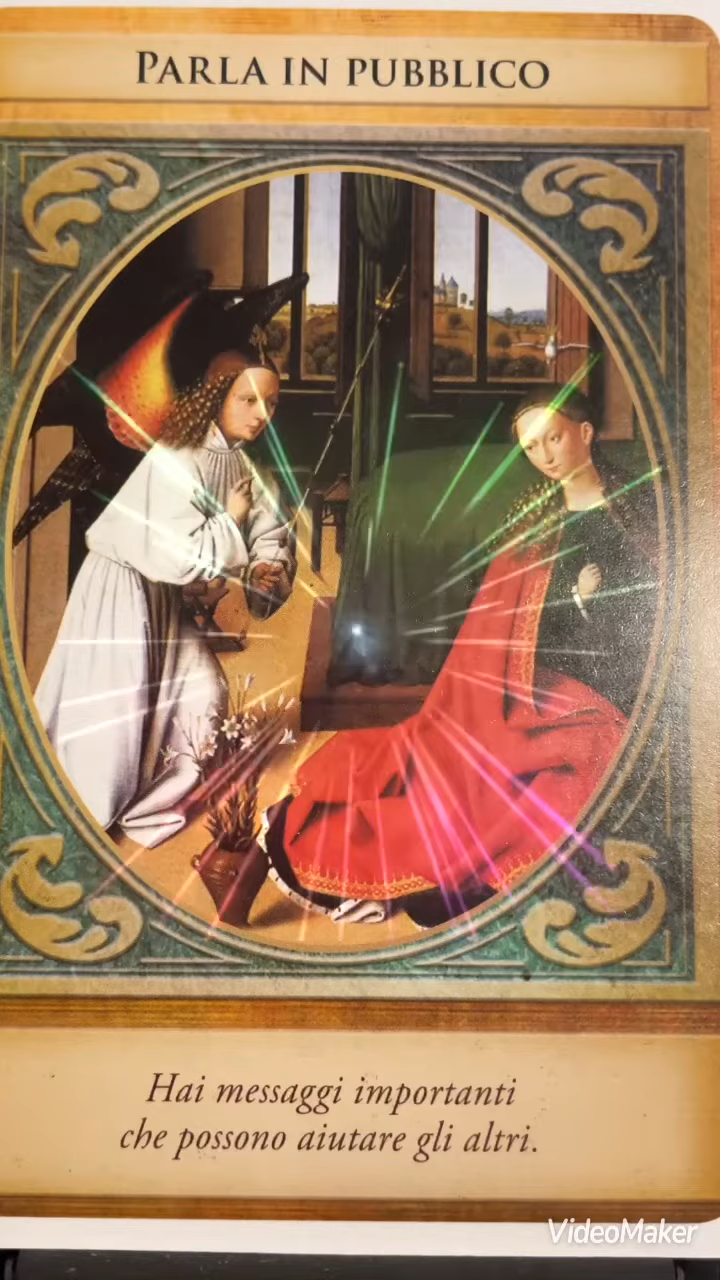 PARLA IN PUBBLICO
Hai messaggi importanti
che possono aiutare gli altri.
VideoMaker